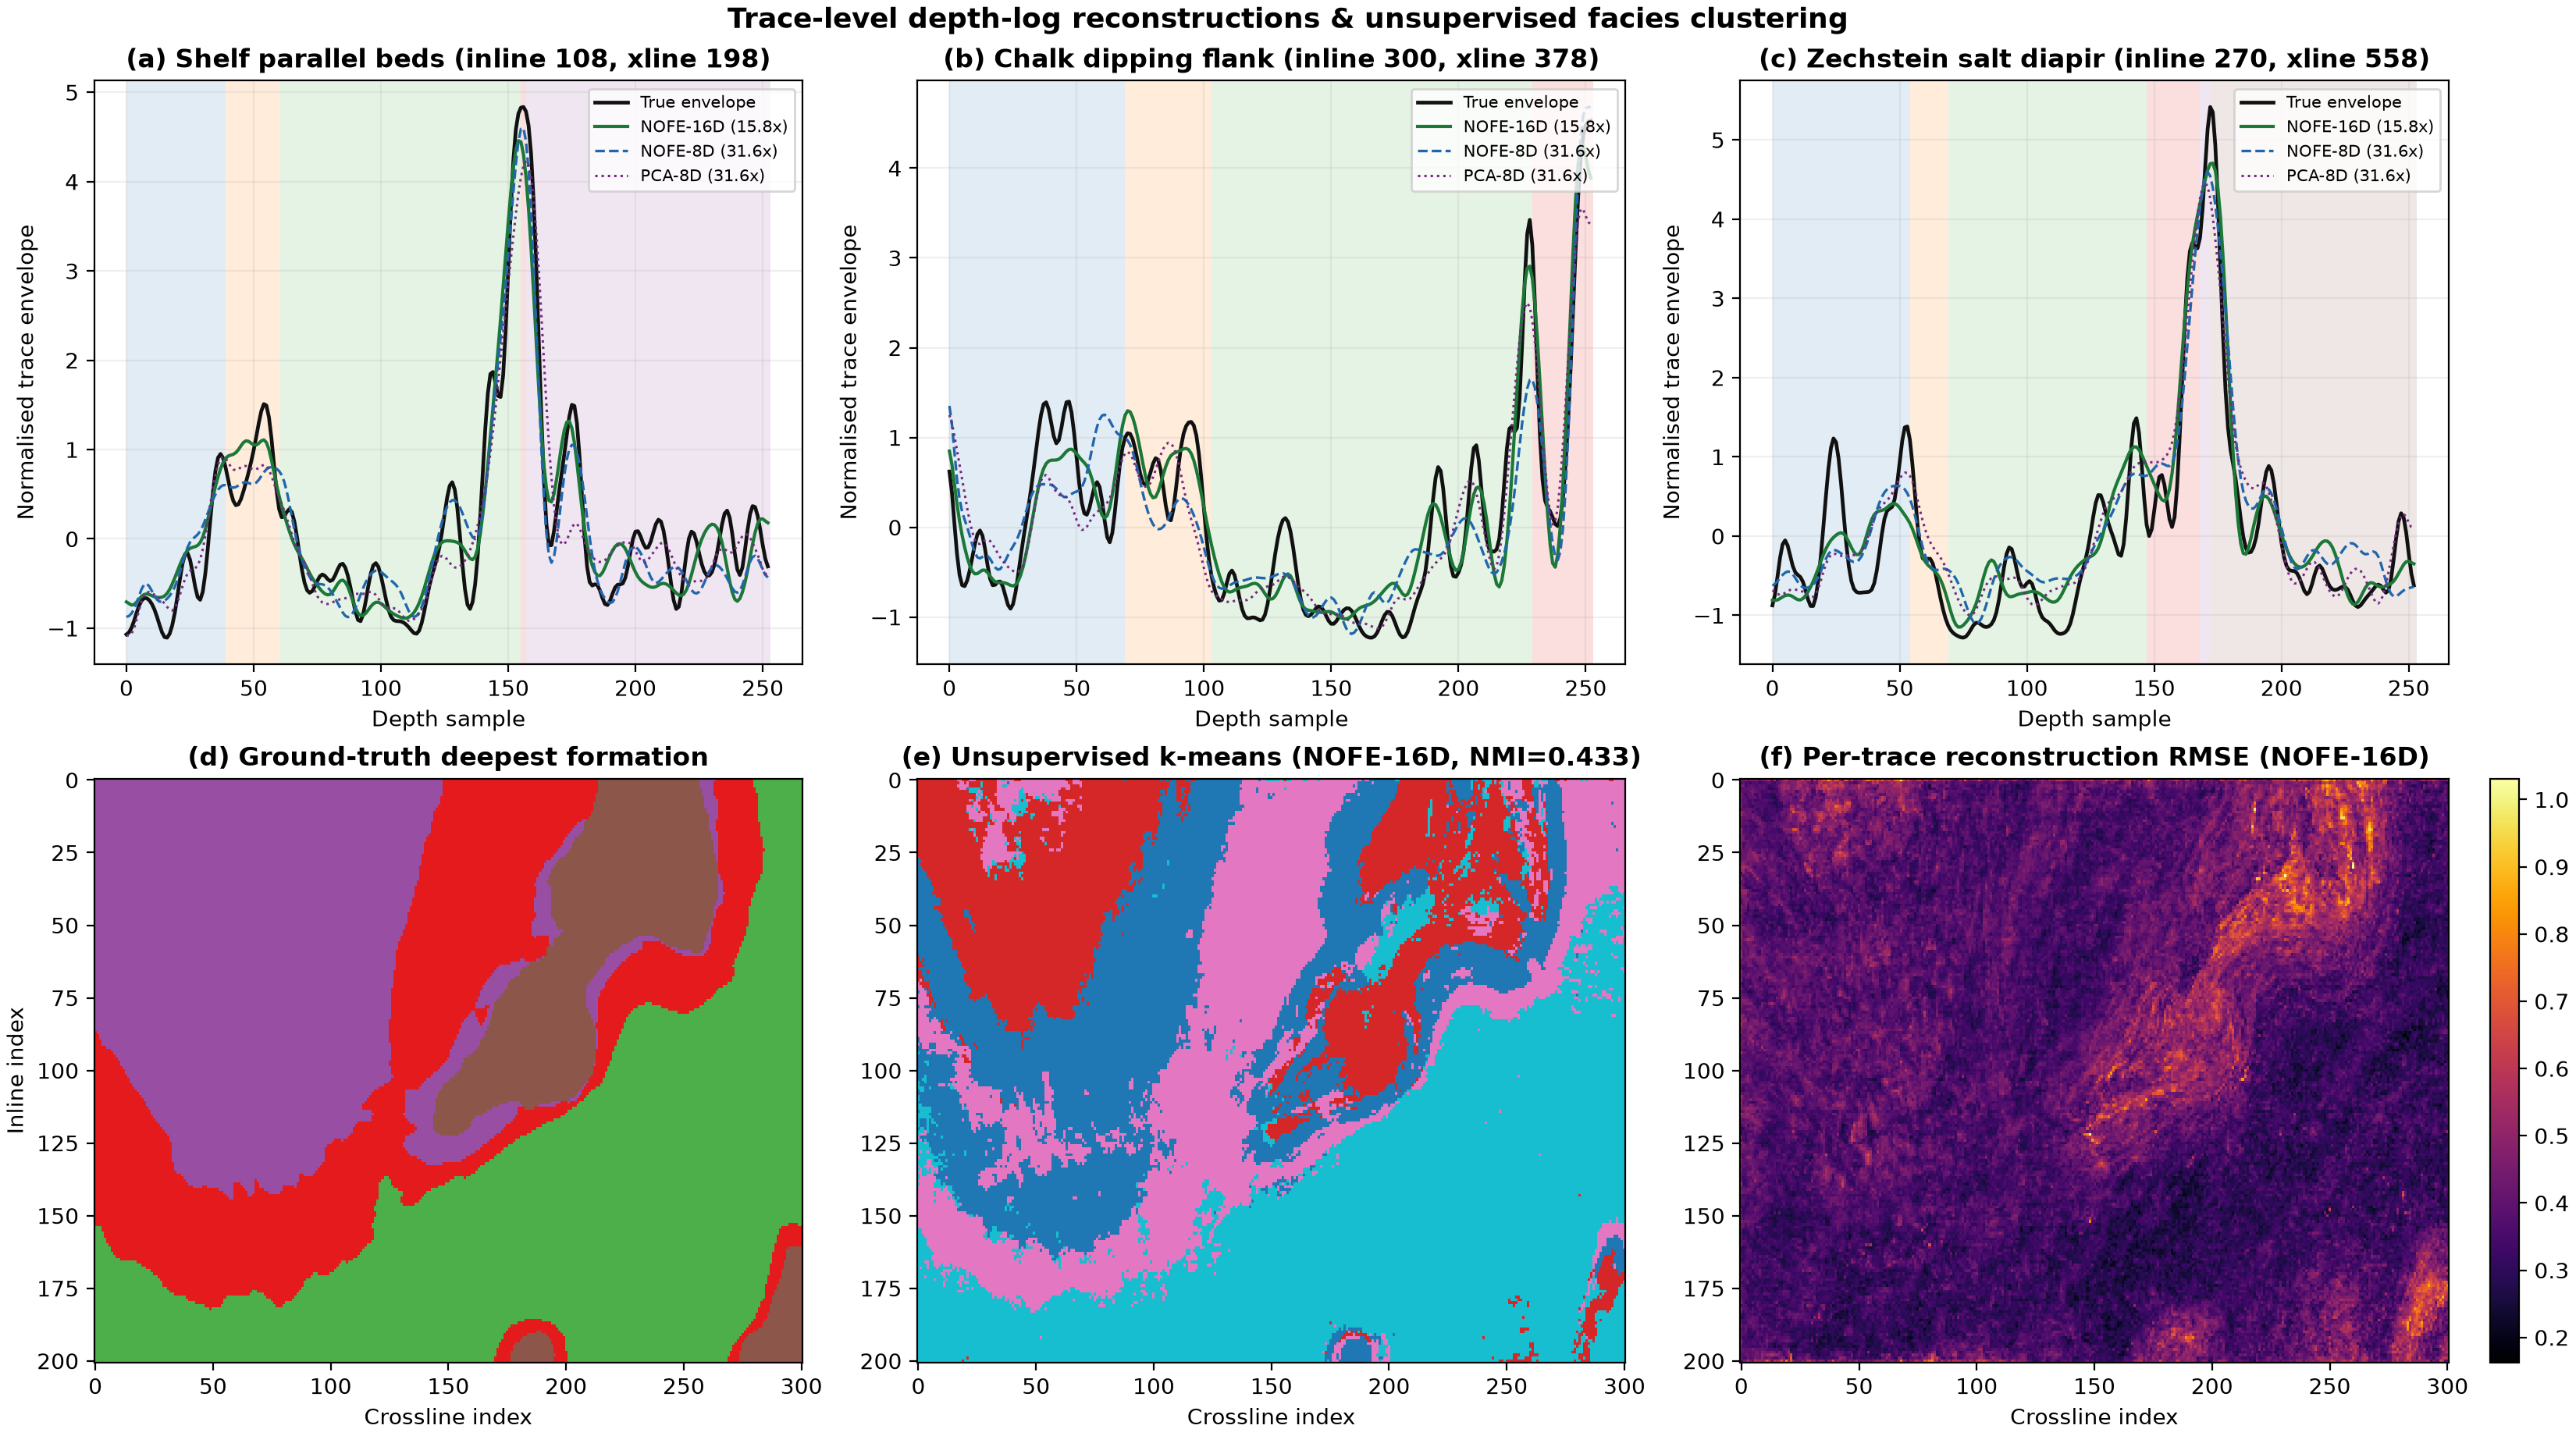 Trace-level depth-log reconstructions & unsupervised facies clustering
(a) Shelf parallel beds (inline 108, xline 198)
Normalised trace envelope
5
4
3
2
1
0
−1
True envelope
NOFE-16D (15.8x)
NOFE-8D (31.6x)
PCA-8D (31.6x)
0 50 100 150 200 250
Depth sample
(b) Chalk dipping flank (inline 300, xline 378)
Normalised trace envelope
4
3
2
1
0
−1
True envelope
NOFE-16D (15.8x)
NOFE-8D (31.6x)
PCA-8D (31.6x)
0 50 100 150 200 250
Depth sample
(c) Zechstein salt diapir (inline 270, xline 558)
Normalised trace envelope
5
4
3
2
1
0
−1
True envelope
NOFE-16D (15.8x)
NOFE-8D (31.6x)
PCA-8D (31.6x)
0 50 100 150 200 250
Depth sample
(d) Ground-truth deepest formation
Inline index
0
25
50
75
100
125
150
175
200
0 50 100 150 200 250 300
Crossline index
(e) Unsupervised k-means (NOFE-16D, NMI=0.433)
0
25
50
75
100
125
150
175
200
0 50 100 150 200 250 300
Crossline index
(f) Per-trace reconstruction RMSE (NOFE-16D)
0
25
50
75
100
125
150
175
200
0 50 100 150 200 250 300
Crossline index
1.0
0.9
0.8
0.7
0.6
0.5
0.4
0.3
0.2